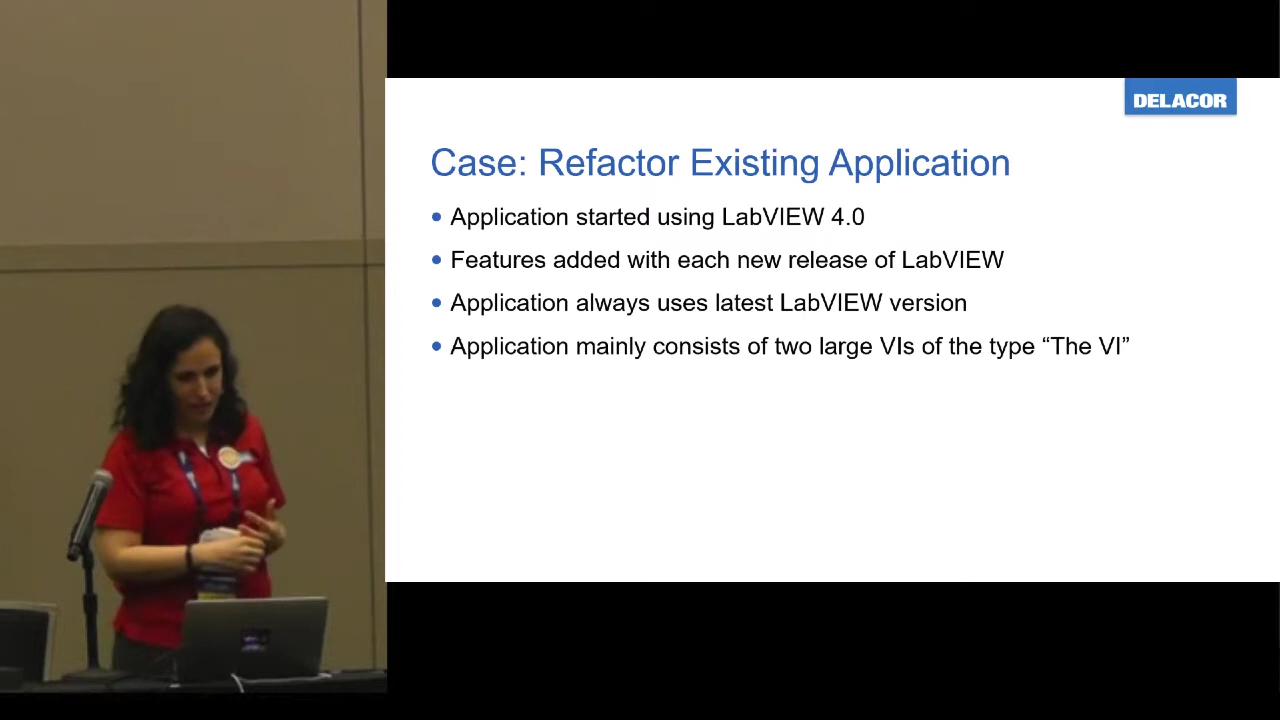 DELACOR
Case: Refactor Existing Application
Application started using LabVIEW 4.0
Features added with each new release of LabVIEW
Application always uses latest LabVIEW version
Application mainly consists of two large VIs of the type “The VI”